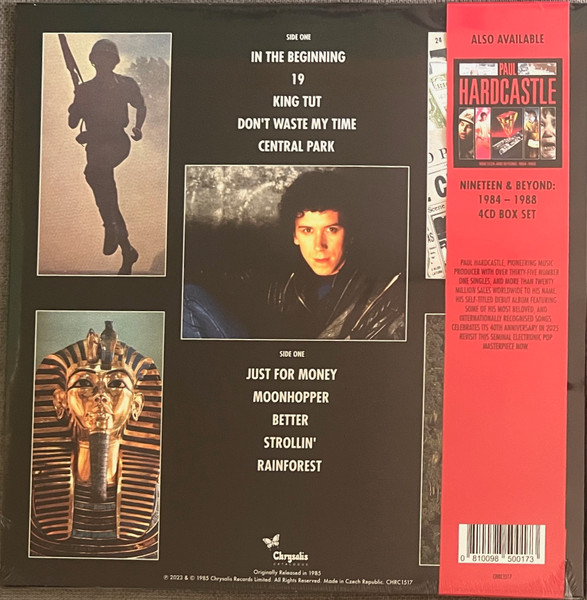 SIDE ONE
IN THE BEGINNING
19
KING TUT
DON'T WASTE MY TIME
CENTRAL PARK
SIDE ONE
JUST FOR MONEY
MOONHOPPER
BETTER
STROLLIN'
RAINFOREST
Chrysalis
CATALOGUE
Originally Released in 1985
℗ 2023 & © 1985 Chrysalis Records Limited. All Rights Reserved. Made in Czech Republic. CHRC1517
24
ALSO AVAILABLE
PAUL
HARDCASTLE
NINETEEN & BEYOND:
1984 – 1988
4CD BOX SET
PAUL HARDCASTLE, PIONEERING MUSIC
PRODUCER WITH OVER THIRTY FIVE NUMBER
ONE SINGLES, AND MORE THAN TWENTY
MILLION SALES WORLDWIDE TO HIS NAME.
HIS SELF-TITLED DEBUT ALBUM FEATURING
SOME OF HIS MOST BELOVED, AND
INTERNATIONALLY RECOGNISED SONGS,
CELEBRATES ITS 40TH ANNIVERSARY IN 2025.
REVISIT THIS SEMINAL ELECTRONIC POP
MASTERPIECE NOW.
0 810098 500173
CHRC1517